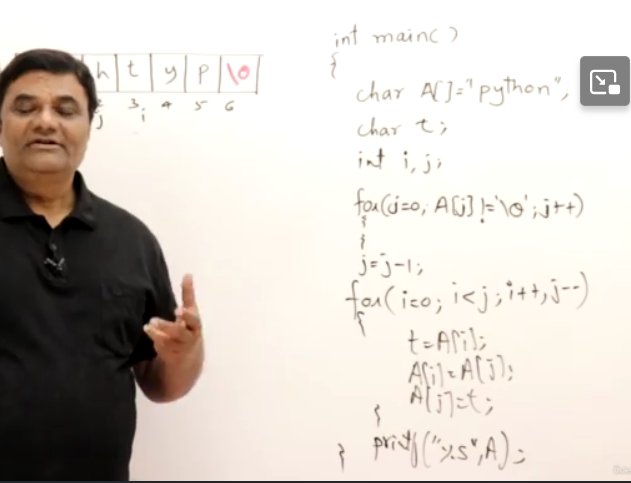 h t y p \0
j 3 i 4 5 6
int main()
{
char A[]="python";
char t;
int i, j;
for(j=0; A[j]!='\0'; j++)
{
}
j=j-1;
for(i=0; i<j; i++, j--)
{
t=A[i];
A[i]=A[j];
A[j]=t;
}
printf("%s",A);
}